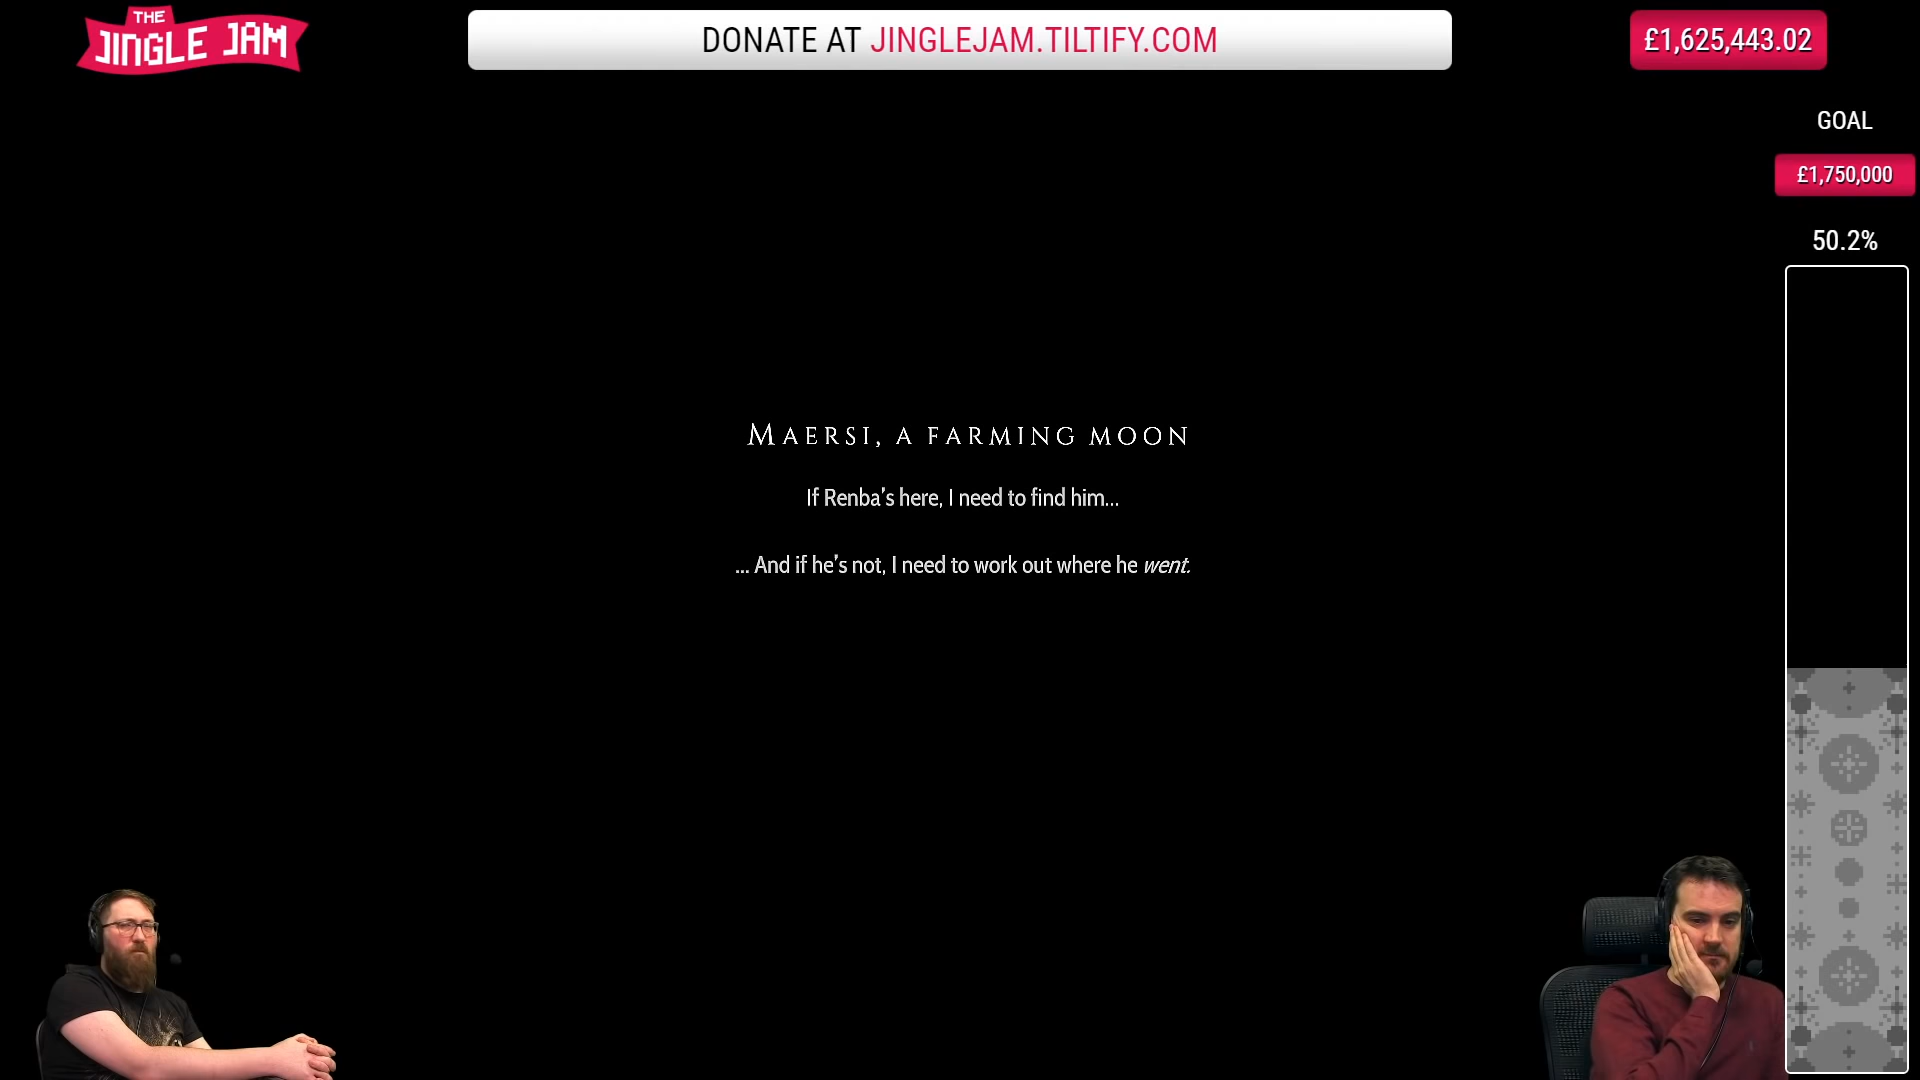 THE
JINGLE JAM
DONATE AT JINGLEJAM.TILTIFY.COM
£1,625,443.02
GOAL
£1,750,000
50.2%
MAERSI, A FARMING MOON
If Renba's here, I need to find him...
... And if he's not, I need to work out where he went.